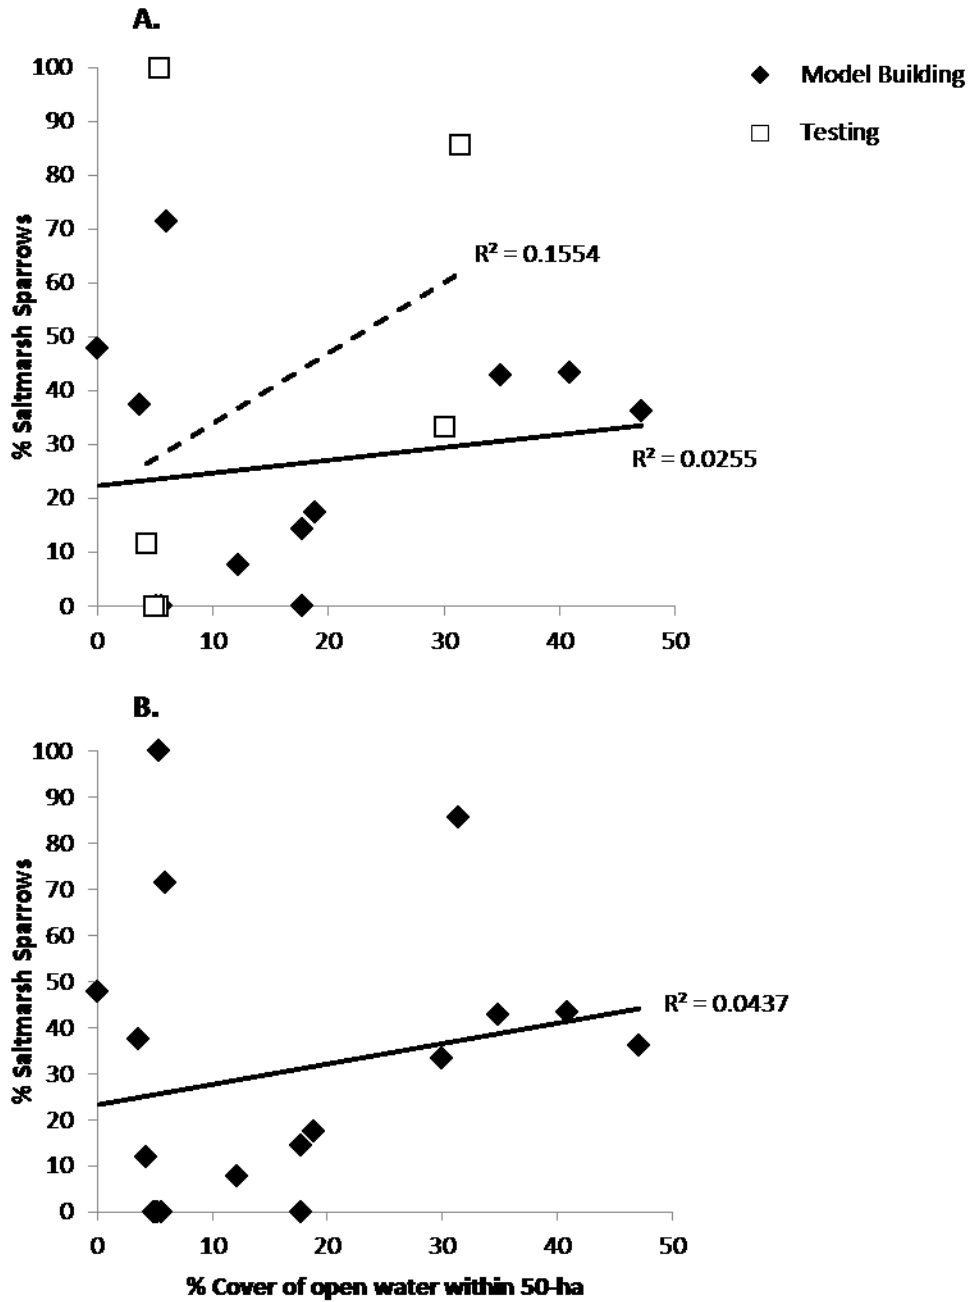 A.
100
90
80
70
60
50
40
30
20
10
0
0 10 20 30 40 50
% Saltmarsh Sparrows
Model Building
Testing
R² = 0.1554
R² = 0.0255
B.
100
90
80
70
60
50
40
30
20
10
0
0 10 20 30 40 50
% Saltmarsh Sparrows
R² = 0.0437
% Cover of open water within 50-ha